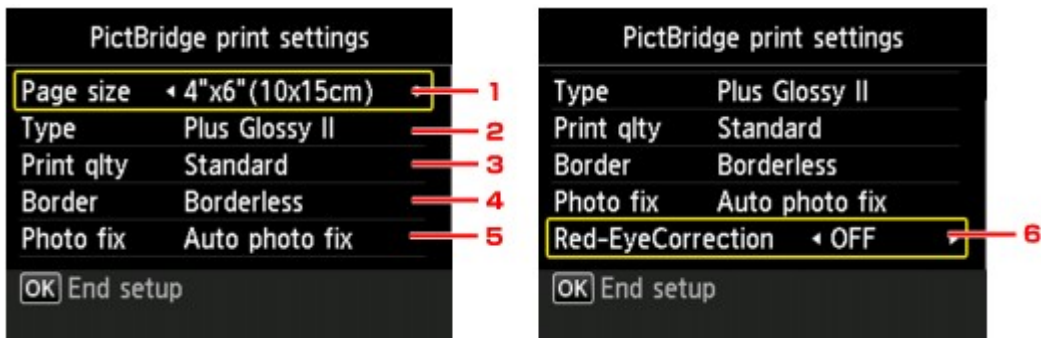 PictBridge print settings
Page size 4"x6"(10x15cm) 1
Type Plus Glossy II 2
Print qlty Standard 3
Border Borderless 4
Photo fix Auto photo fix 5
OK End setup
PictBridge print settings
Type Plus Glossy II
Print qlty Standard
Border Borderless
Photo fix Auto photo fix
Red-EyeCorrection OFF 6
OK End setup